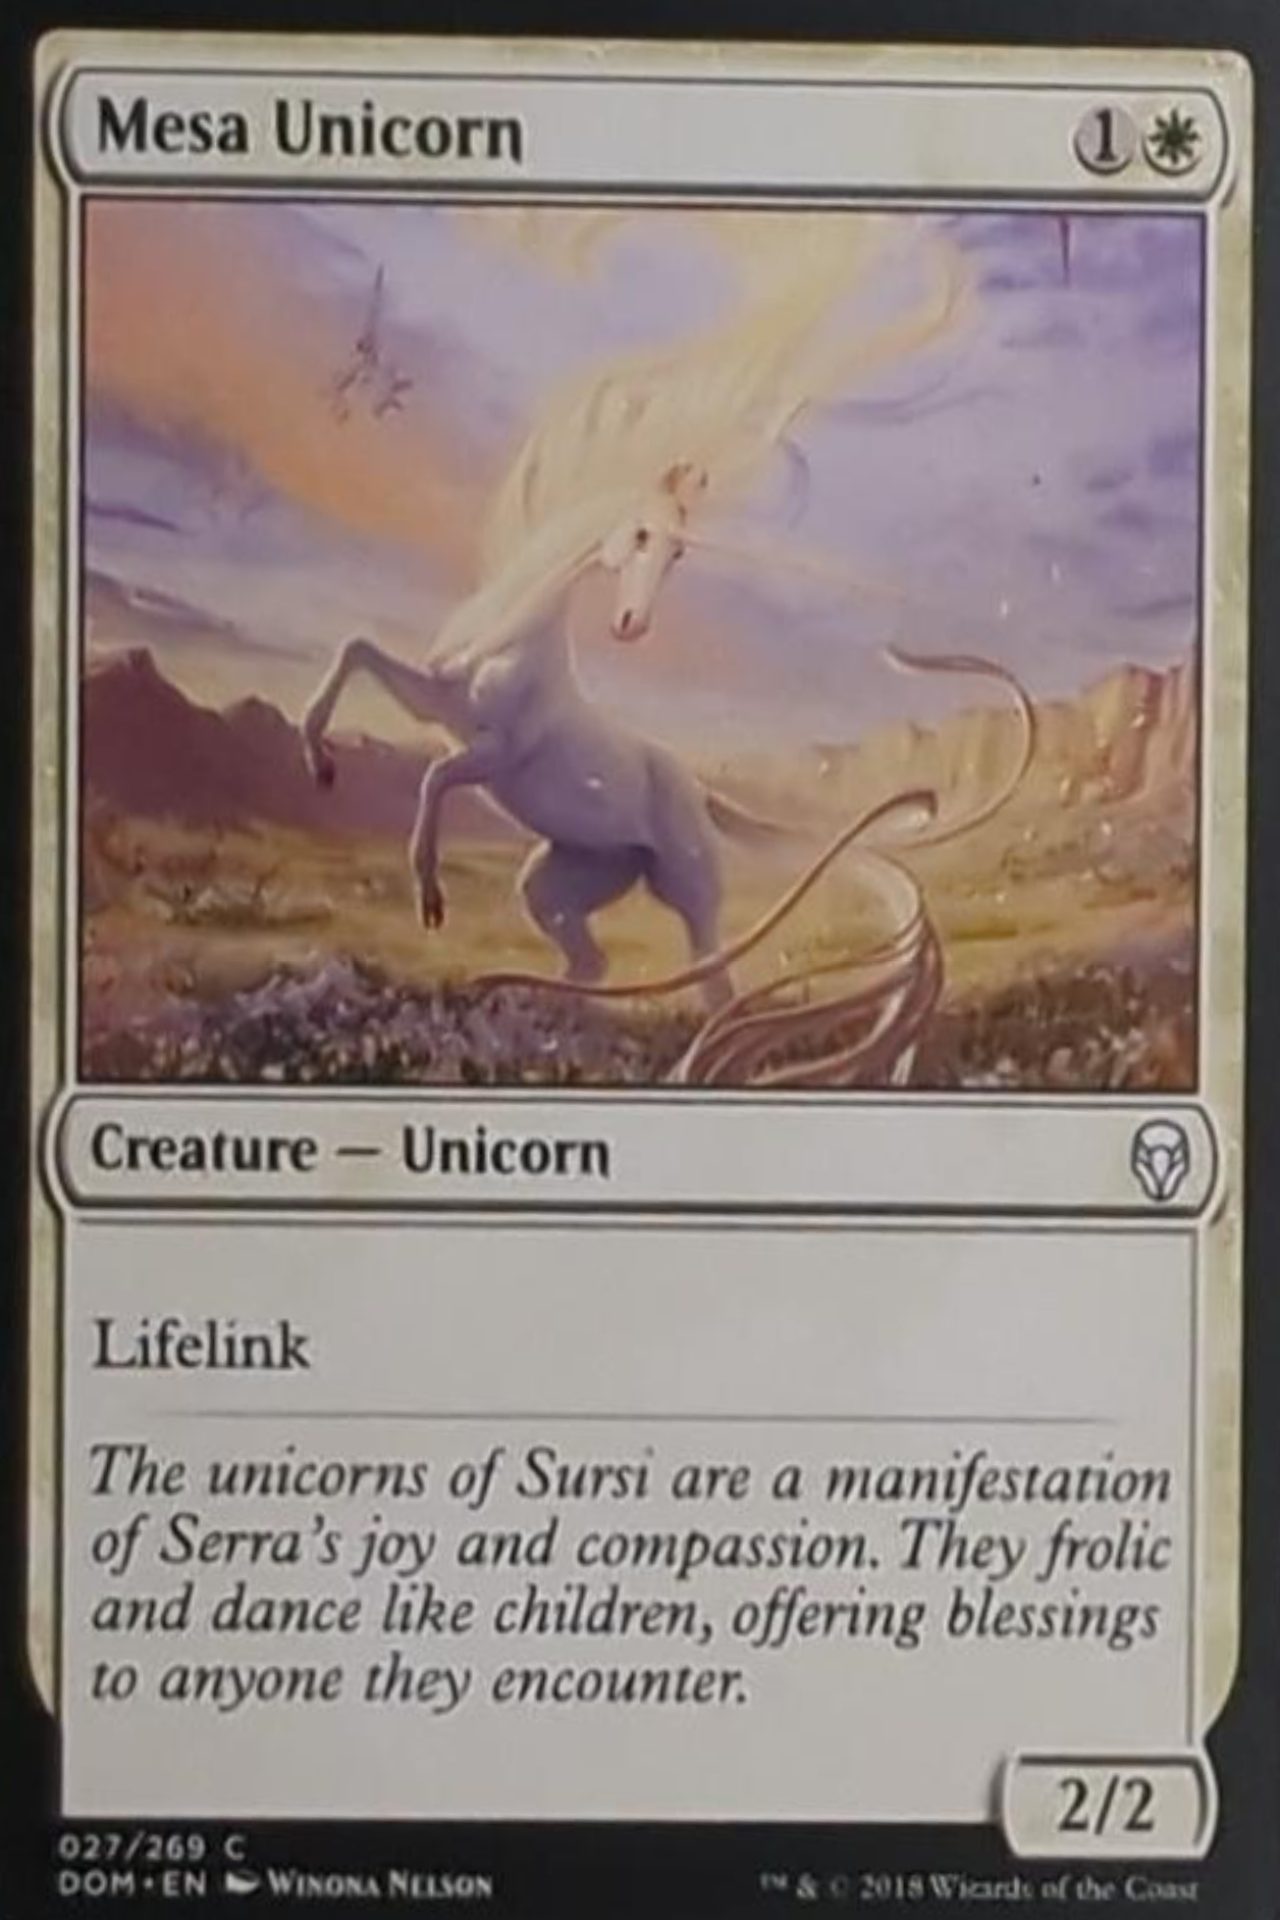 Mesa Unicorn 1
Creature — Unicorn
Lifelink
The unicorns of Sursi are a manifestation
of Serra's joy and compassion. They frolic
and dance like children, offering blessings
to anyone they encounter.
2/2
027/269 C
DOM • EN Winona Nelson
™ & © 2018 Wizards of the Coast